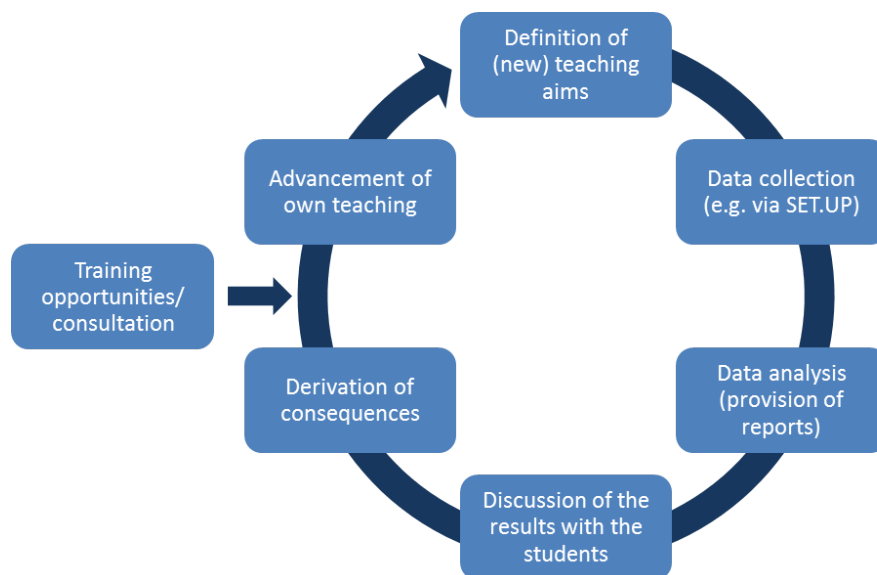 Definition of
(new) teaching
aims
Advancement of
own teaching
Data collection
(e.g. via SET.UP)
Training
opportunities/
consultation
Derivation of
consequences
Data analysis
(provision of
reports)
Discussion of the
results with the
students